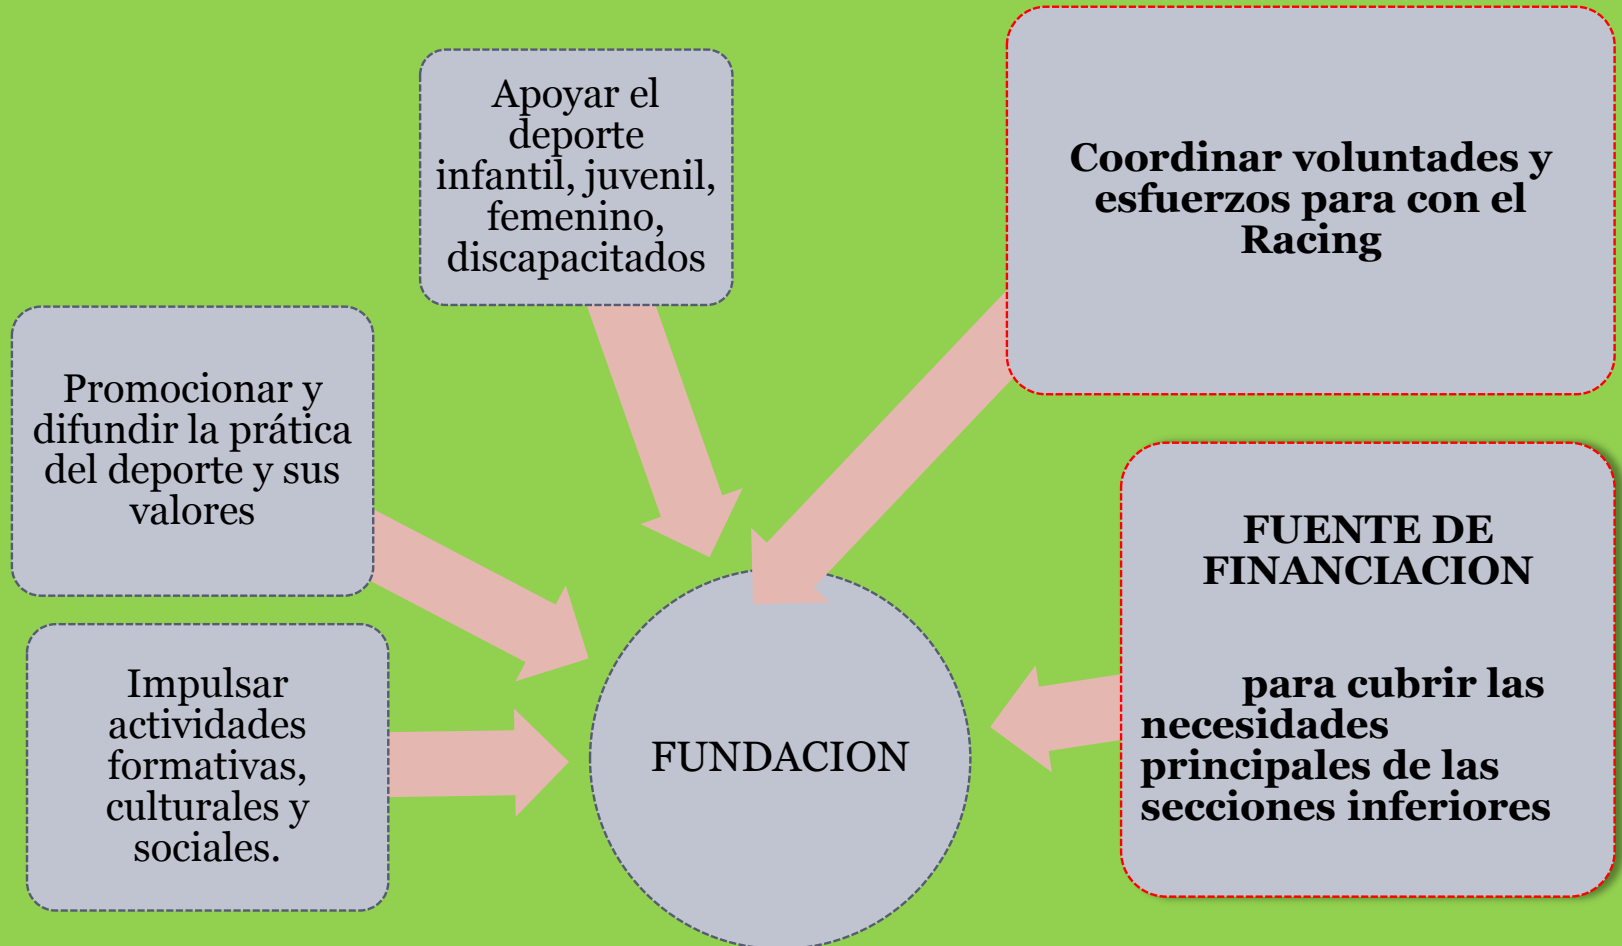 Apoyar el
deporte
infantil, juvenil,
femenino,
discapacitados
Coordinar voluntades y
esfuerzos para con el
Racing
Promocionar y
difundir la prática
del deporte y sus
valores
FUENTE DE
FINANCIACION
para cubrir las
necesidades
principales de las
secciones inferiores
Impulsar
actividades
formativas,
culturales y
sociales.
FUNDACION